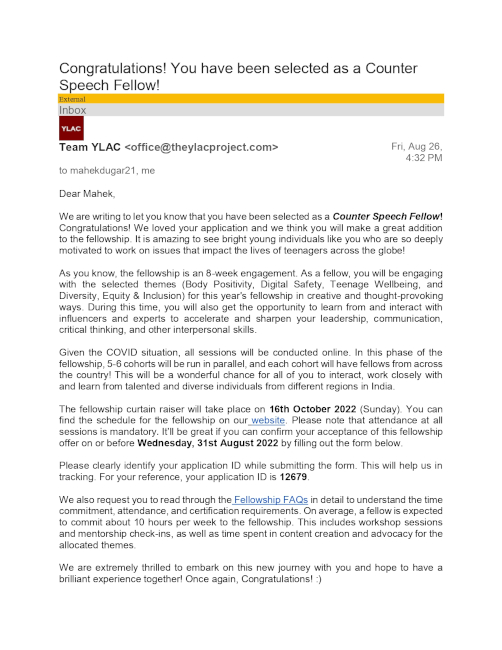 Congratulations! You have been selected as a Counter
Speech Fellow!
External
Inbox
YLAC
Team YLAC <office@theylacproject.com>
Fri, Aug 26,
4:32 PM
to mahekdugar21, me
Dear Mahek,
We are writing to let you know that you have been selected as a Counter Speech Fellow!
Congratulations! We loved your application and we think you will make a great addition
to the fellowship. It is amazing to see bright young individuals like you who are so deeply
motivated to work on issues that impact the lives of teenagers across the globe!
As you know, the fellowship is an 8-week engagement. As a fellow, you will be engaging
with the selected themes (Body Positivity, Digital Safety, Teenage Wellbeing, and
Diversity, Equity & Inclusion) for this year's fellowship in creative and thought-provoking
ways. During this time, you will also get the opportunity to learn from and interact with
influencers and experts to accelerate and sharpen your leadership, communication,
critical thinking, and other interpersonal skills.
Given the COVID situation, all sessions will be conducted online. In this phase of the
fellowship, 5-6 cohorts will be run in parallel, and each cohort will have fellows from across
the country! This will be a wonderful chance for all of you to interact, work closely with
and learn from talented and diverse individuals from different regions in India.
The fellowship curtain raiser will take place on 16th October 2022 (Sunday). You can
find the schedule for the fellowship on our website. Please note that attendance at all
sessions is mandatory. It'll be great if you can confirm your acceptance of this fellowship
offer on or before Wednesday, 31st August 2022 by filling out the form below.
Please clearly identify your application ID while submitting the form. This will help us in
tracking. For your reference, your application ID is 12679.
We also request you to read through the Fellowship FAQs in detail to understand the time
commitment, attendance, and certification requirements. On average, a fellow is expected
to commit about 10 hours per week to the fellowship. This includes workshop sessions
and mentorship check-ins, as well as time spent in content creation and advocacy for the
allocated themes.
We are extremely thrilled to embark on this new journey with you and hope to have a
brilliant experience together! Once again, Congratulations! :)